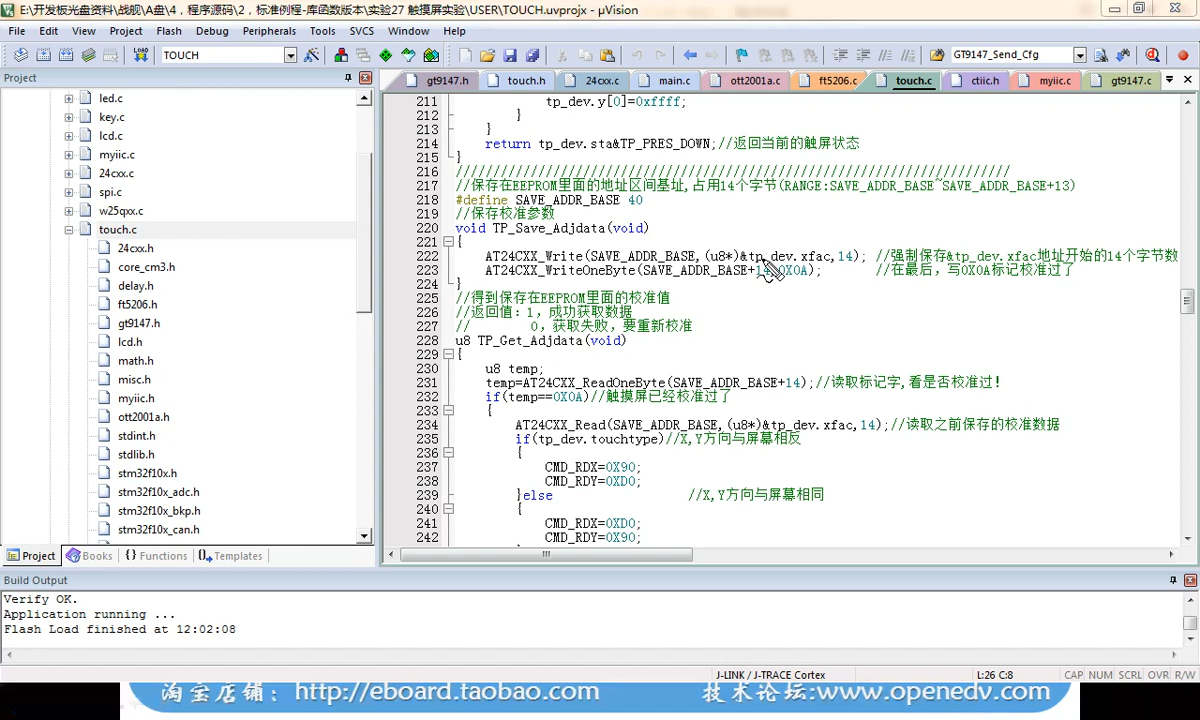 E:\开发板光盘资料\战舰\A盘\4，程序源码\2，标准例程-库函数版本\实验27 触摸屏实验\USER\TOUCH.uvprojx - µVision
File Edit View Project Flash Debug Peripherals Tools SVCS Window Help
TOUCH
GT9147_Send_Cfg
Project
gt9147.h touch.h 24cxx.c main.c ott2001a.c ft5206.c touch.c ctiic.h myiic.c gt9147.c
led.c
key.c
lcd.c
myiic.c
24cxx.c
spi.c
w25qxx.c
touch.c
24cxx.h
core_cm3.h
delay.h
ft5206.h
gt9147.h
lcd.h
math.h
misc.h
myiic.h
ott2001a.h
stdint.h
stdlib.h
stm32f10x.h
stm32f10x_adc.h
stm32f10x_bkp.h
stm32f10x_can.h
Project Books {} Functions Templates
211 tp_dev.y[0]=0xffff;
212 }
213 }
214 return tp_dev.sta&TP_PRES_DOWN;//返回当前的触屏状态
215 }
216 //////////////////////////////////////////////////////////////////////////
217 //保存在EEPROM里面的地址区间基址,占用14个字节(RANGE:SAVE_ADDR_BASE~SAVE_ADDR_BASE+13)
218 #define SAVE_ADDR_BASE 40
219 //保存校准参数
220 void TP_Save_Adjdata(void)
221 {
222 AT24CXX_Write(SAVE_ADDR_BASE,(u8*)&tp_dev.xfac,14); //强制保存&tp_dev.xfac地址开始的14个字节数
223 AT24CXX_WriteOneByte(SAVE_ADDR_BASE+14,0X0A); //在最后，写0X0A标记校准过了
224 }
225 //得到保存在EEPROM里面的校准值
226 //返回值：1，成功获取数据
227 // 0，获取失败，要重新校准
228 u8 TP_Get_Adjdata(void)
229 {
230 u8 temp;
231 temp=AT24CXX_ReadOneByte(SAVE_ADDR_BASE+14);//读取标记字,看是否校准过！
232 if(temp==0X0A)//触摸屏已经校准过了
233 {
234 AT24CXX_Read(SAVE_ADDR_BASE,(u8*)&tp_dev.xfac,14);//读取之前保存的校准数据
235 if(tp_dev.touchtype)//X,Y方向与屏幕相反
236 {
237 CMD_RDX=0X90;
238 CMD_RDY=0XD0;
239 }else //X,Y方向与屏幕相同
240 {
241 CMD_RDX=0XD0;
242 CMD_RDY=0X90;
Build Output
Verify OK.
Application running ...
Flash Load finished at 12:02:08
J-LINK / J-TRACE Cortex L:26 C:8 CAP NUM SCRL OVR R/W
淘宝店铺：http://eboard.taobao.com 技术论坛:www.openedv.com